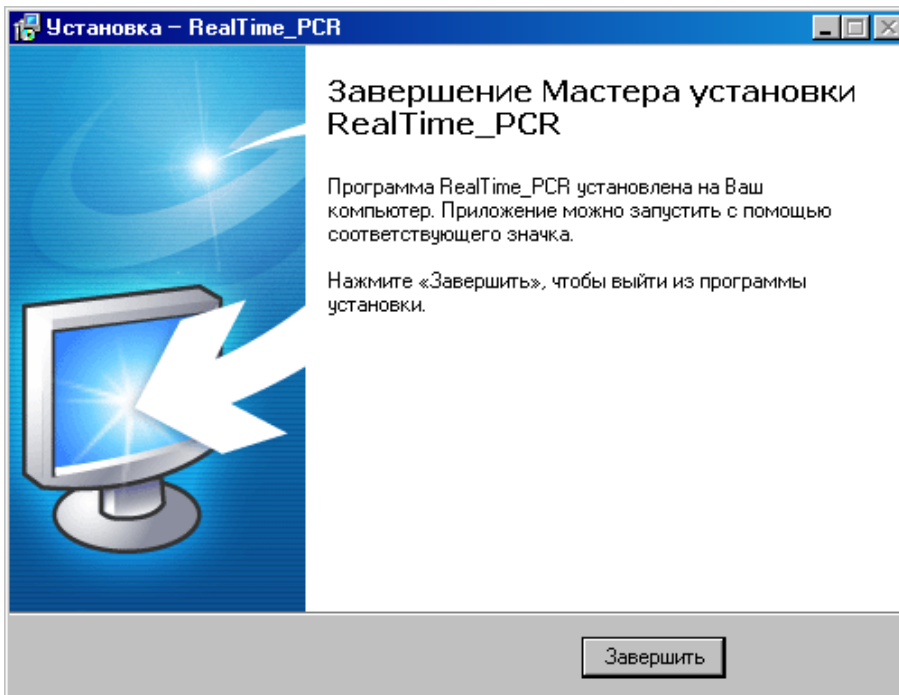 Установка – RealTime_PCR
Завершение Мастера установки
RealTime_PCR
Программа RealTime_PCR установлена на Ваш
компьютер. Приложение можно запустить с помощью
соответствующего значка.
Нажмите «Завершить», чтобы выйти из программы
установки.
Завершить